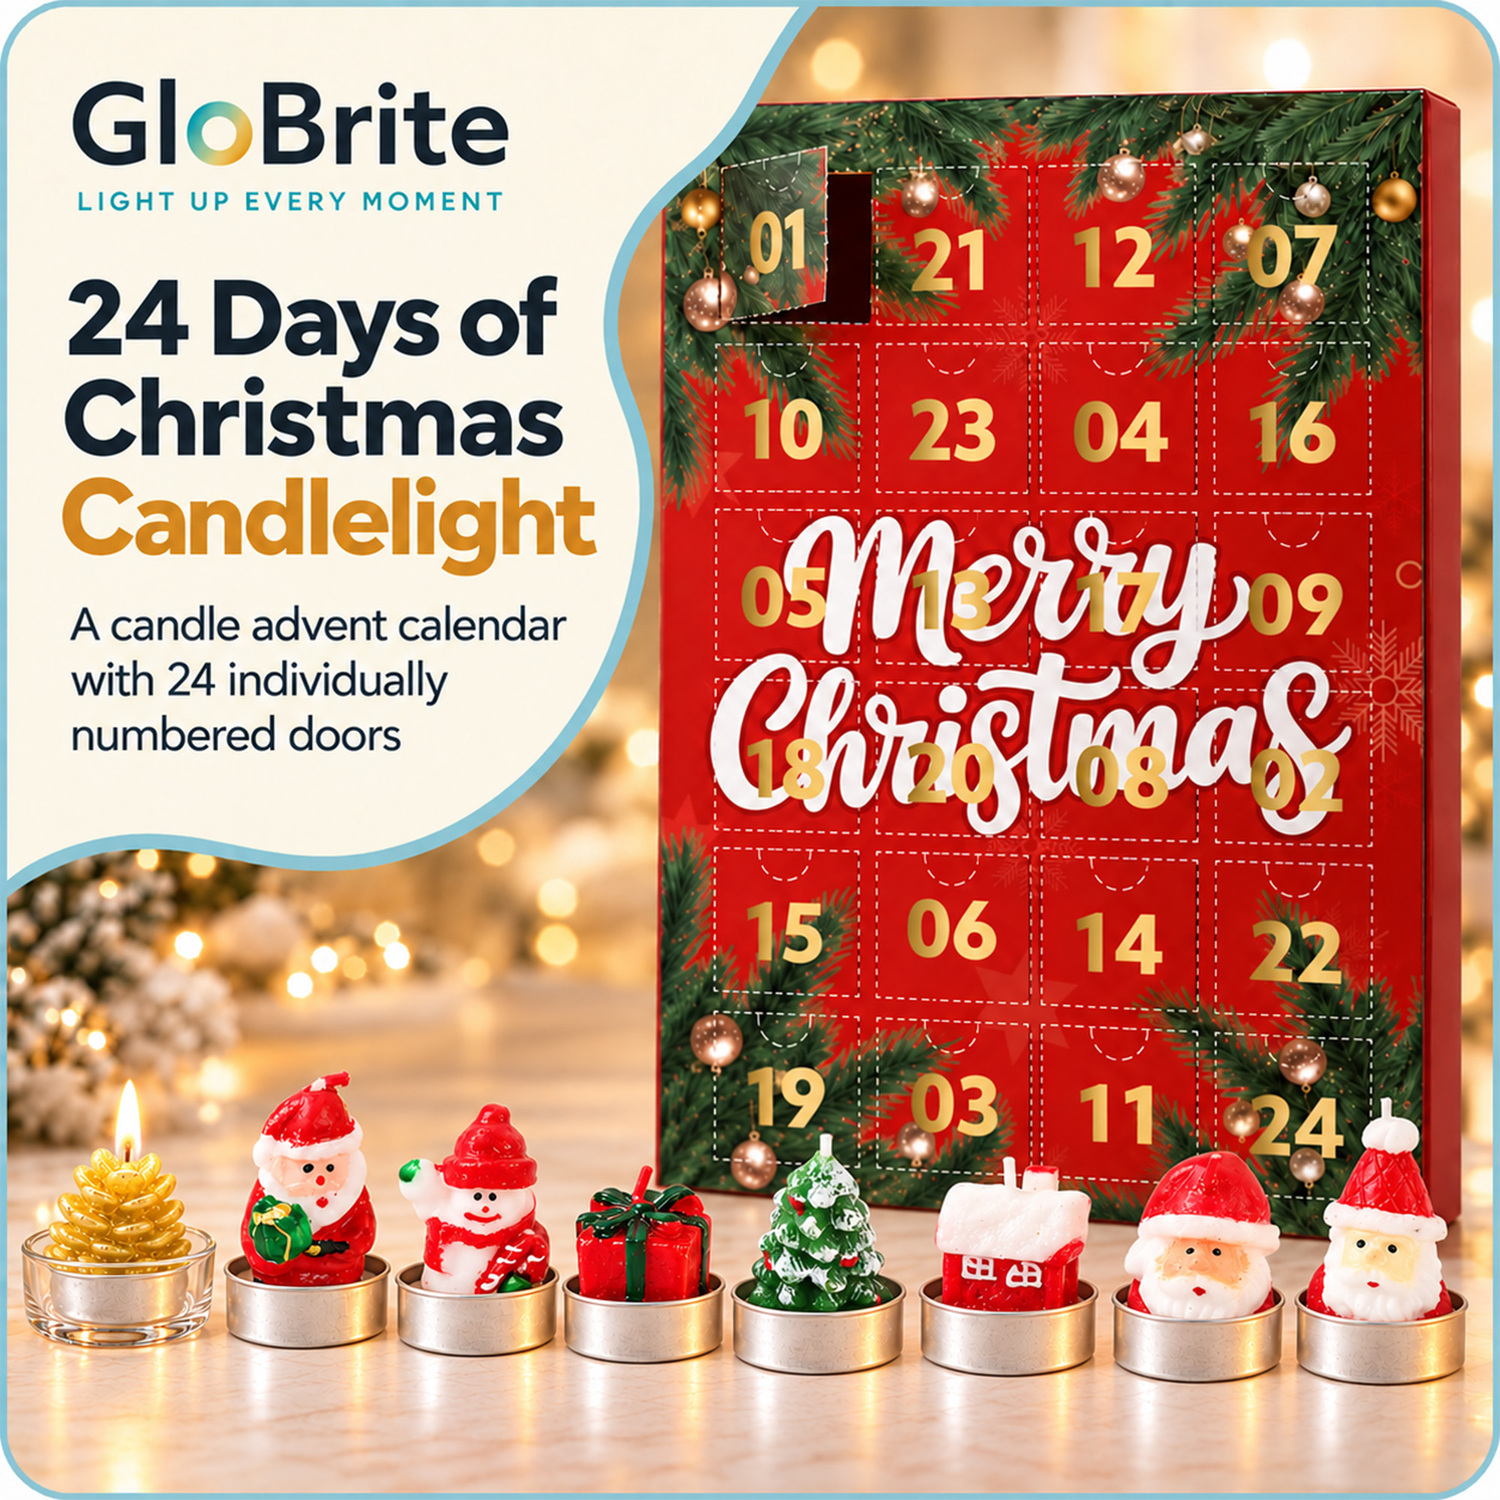 GloBrite
LIGHT UP EVERY MOMENT
24 Days of
Christmas
Candlelight
A candle advent calendar
with 24 individually
numbered doors
01 21 12 07
10 23 04 16
Merry
05 13 17 09
Christmas
18 20 08 02
15 06 14 22
19 03 11 24